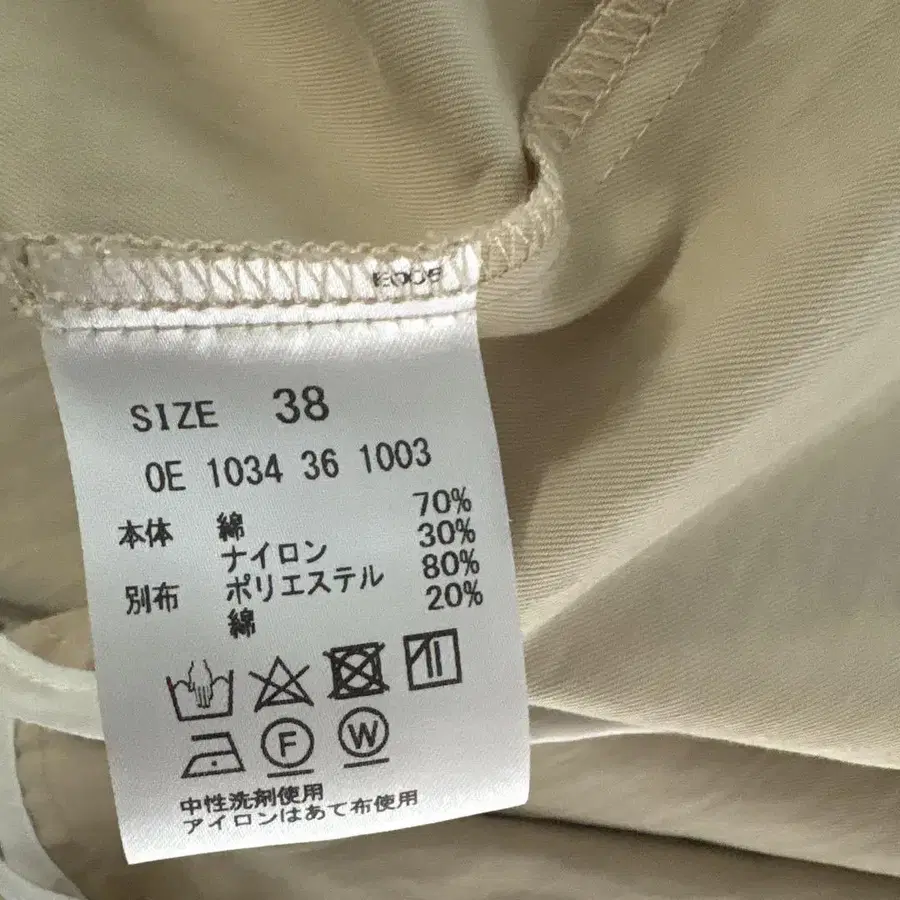 SIZE 38
OE 1034 36 1003
本体 綿 70%
ナイロン 30%
別布 ポリエステル 80%
綿 20%
F W
中性洗剤使用
アイロンはあて布使用